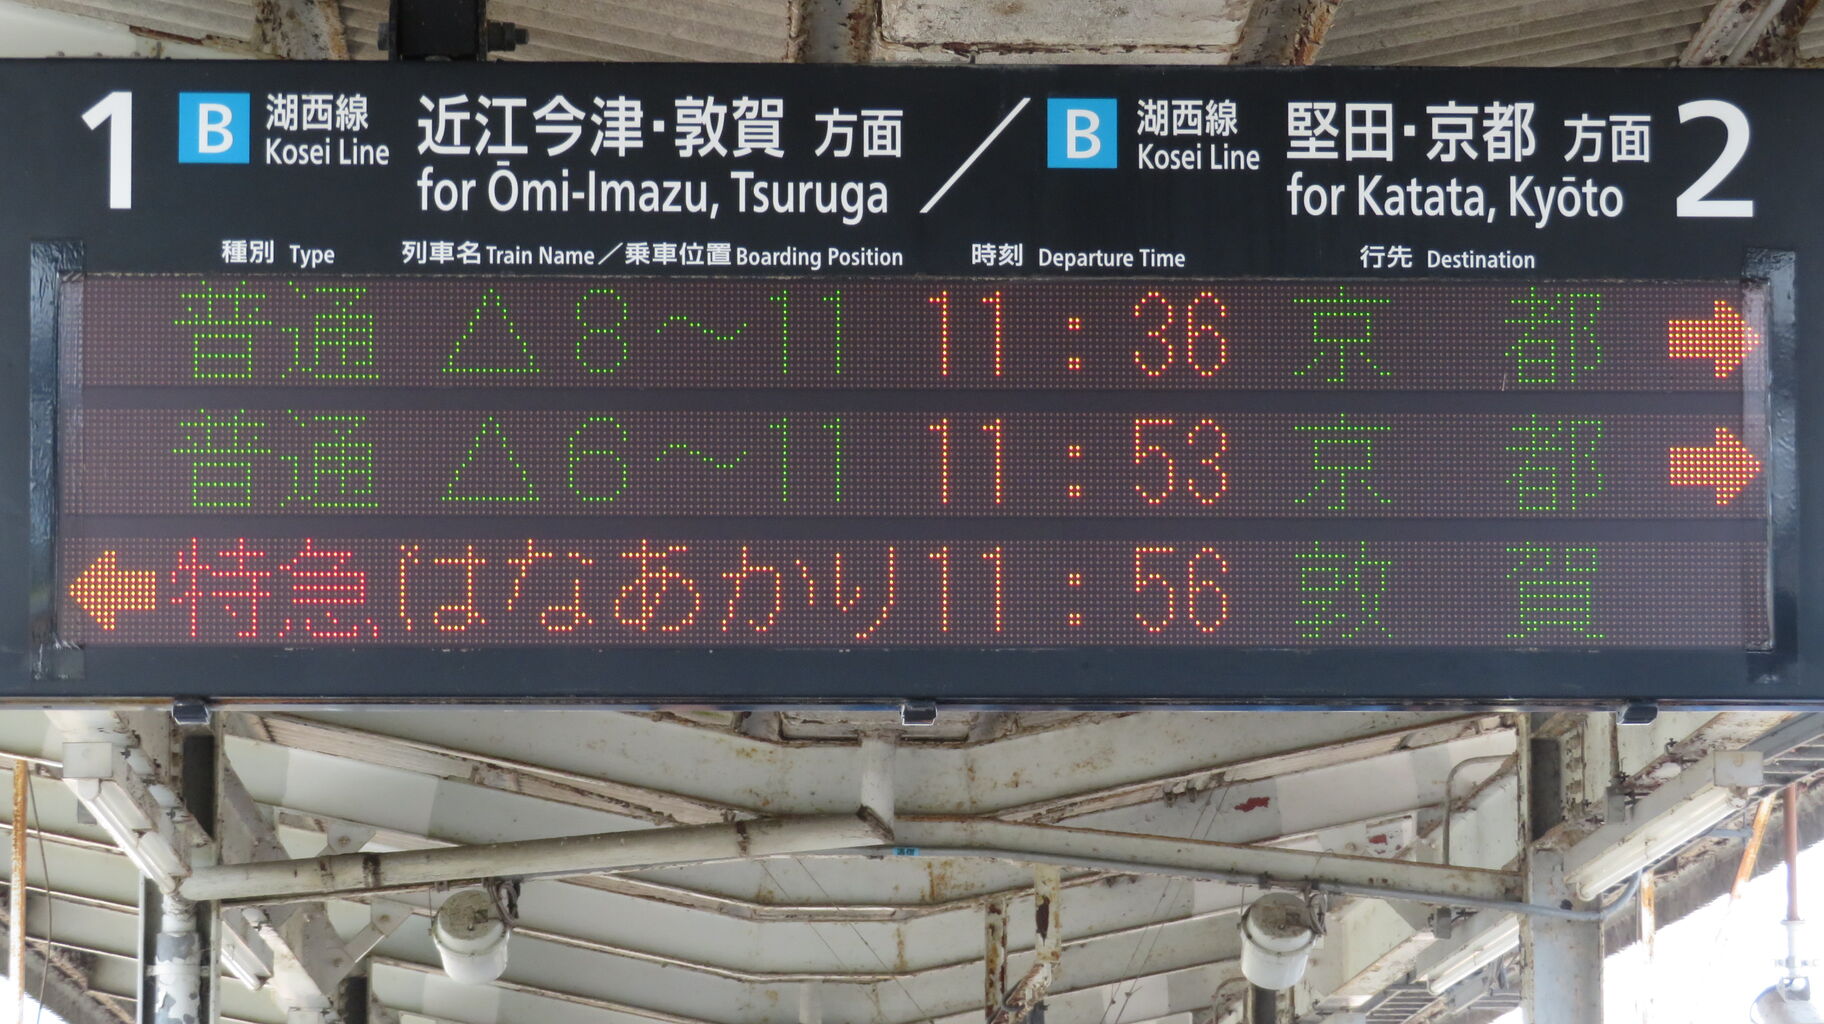 1 B 湖西線 近江今津・敦賀 方面 ／ B 湖西線 堅田・京都 方面 2
Kosei Line for Ōmi-Imazu, Tsuruga Kosei Line for Katata, Kyōto
種別 Type 列車名 Train Name／乗車位置 Boarding Position 時刻 Departure Time 行先 Destination
普通 △8〜11 11:36 京都 →
普通 △6〜11 11:53 京都 →
← 特急 はなあかり 11:56 敦賀